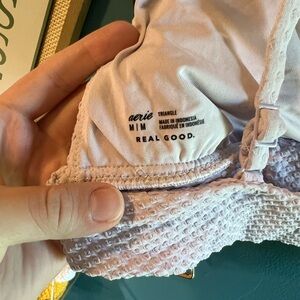 aerie TRIANGLE
M|M MADE IN INDONESIA
FABRIQUÉ EN INDONÉSIE
REAL GOOD.